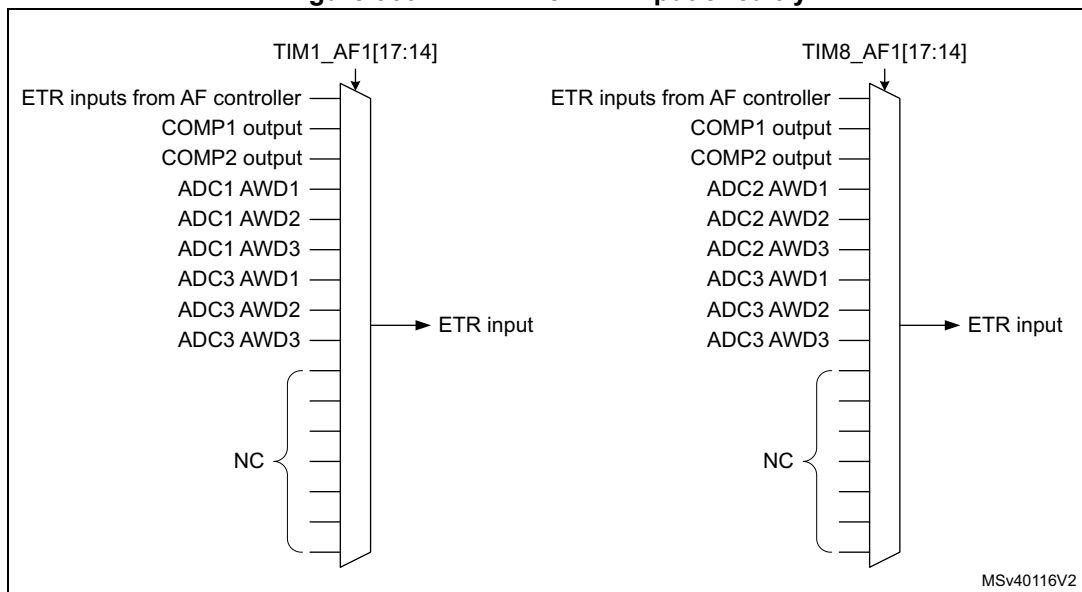 TIM1_AF1[17:14]
ETR inputs from AF controller
COMP1 output
COMP2 output
ADC1 AWD1
ADC1 AWD2
ADC1 AWD3
ADC3 AWD1
ADC3 AWD2
ADC3 AWD3
ETR input
NC
TIM8_AF1[17:14]
ETR inputs from AF controller
COMP1 output
COMP2 output
ADC2 AWD1
ADC2 AWD2
ADC2 AWD3
ADC3 AWD1
ADC3 AWD2
ADC3 AWD3
ETR input
NC
MSv40116V2